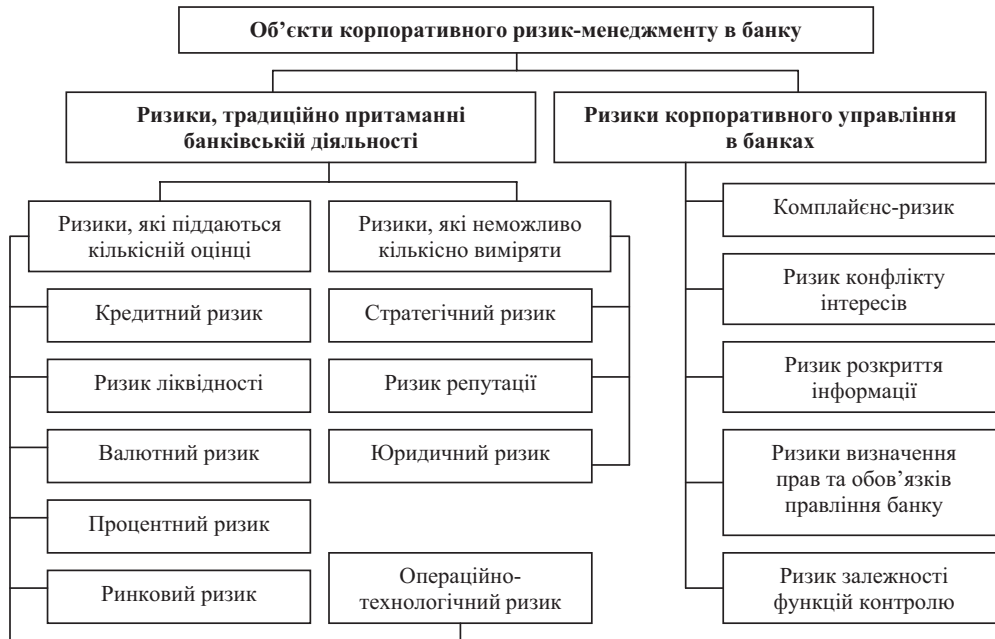 Об’єкти корпоративного ризик-менеджменту в банку
Ризики, традиційно притаманні
банківській діяльності
Ризики корпоративного управління
в банках
Ризики, які піддаються
кількісній оцінці
Кредитний ризик
Ризик ліквідності
Валютний ризик
Процентний ризик
Ринковий ризик
Ризики, які неможливо
кількісно виміряти
Стратегічний ризик
Ризик репутації
Юридичний ризик
Операційно-
технологічний ризик
Комплайєнс-ризик
Ризик конфлікту
інтересів
Ризик розкриття
інформації
Ризики визначення
прав та обов’язків
правління банку
Ризик залежності
функцій контролю